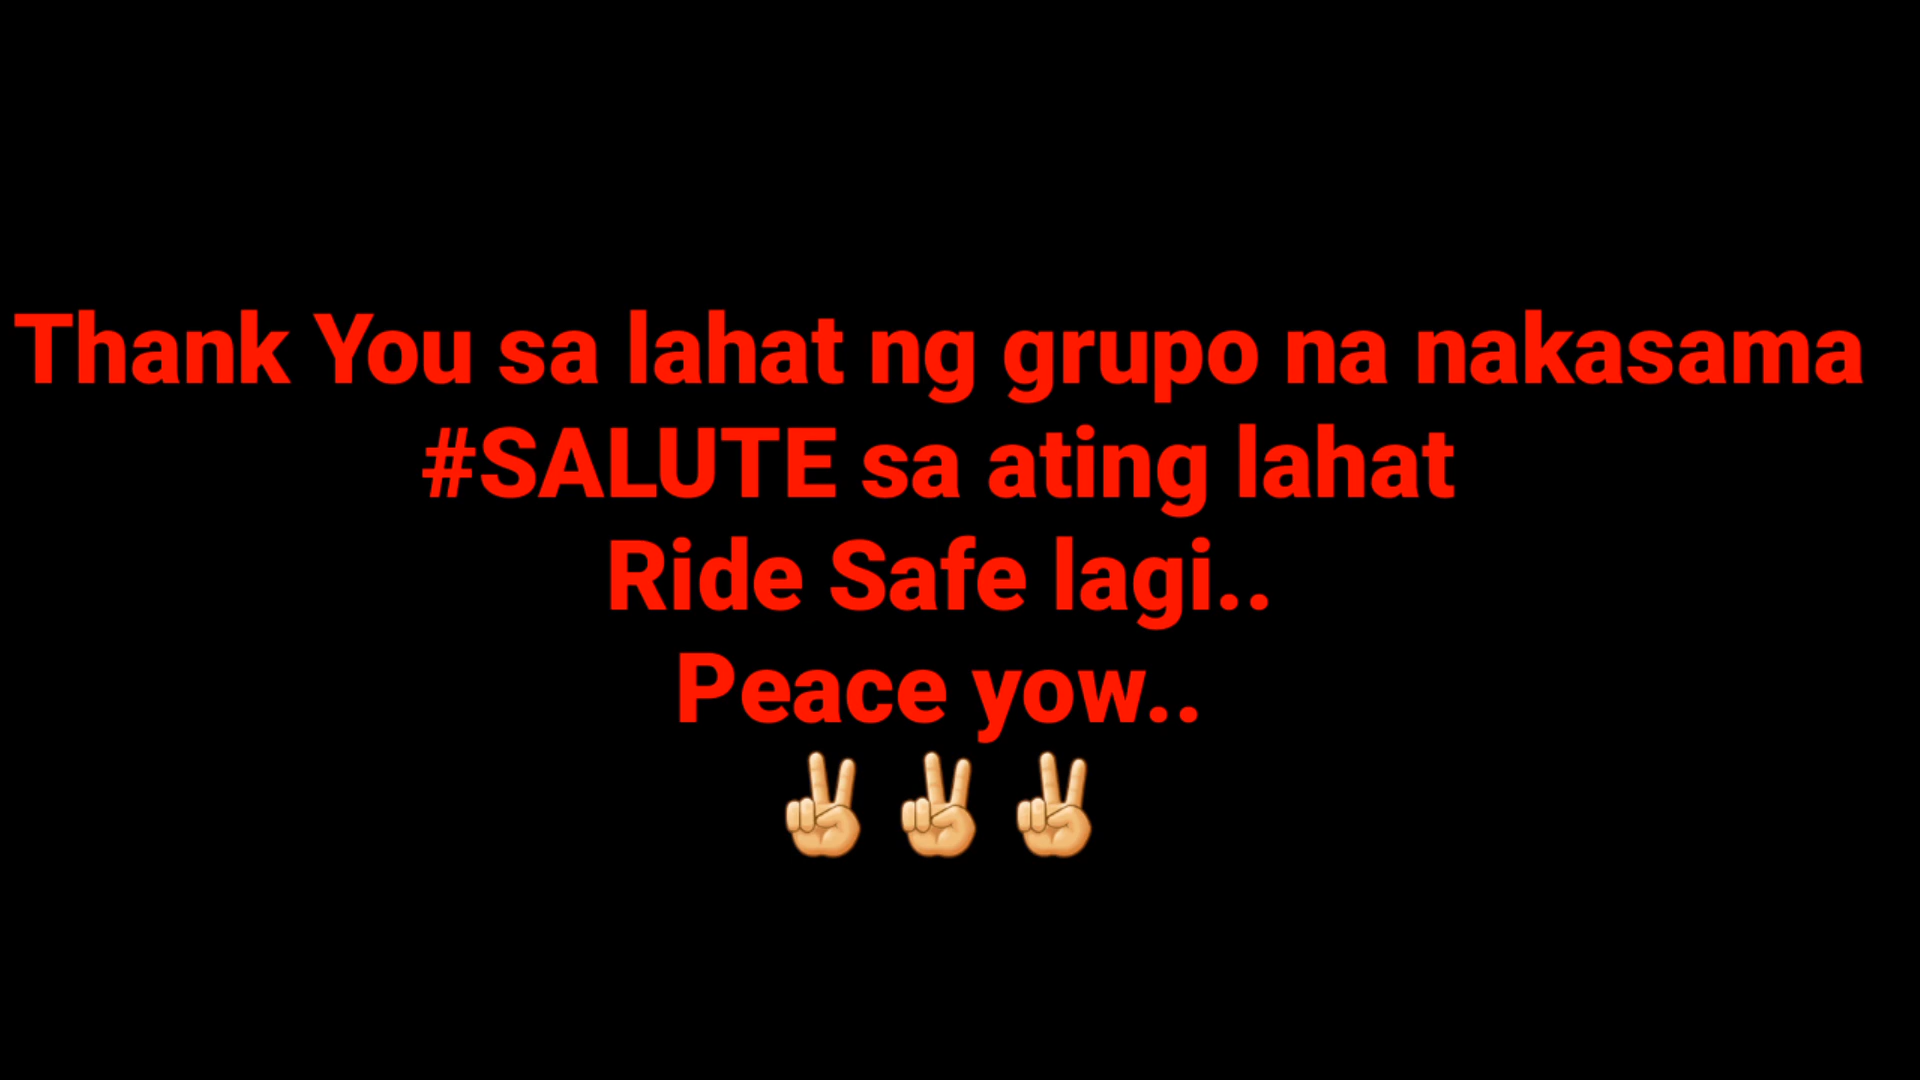 Thank You sa lahat ng grupo na nakasama
#SALUTE sa ating lahat
Ride Safe lagi..
Peace yow..
✌🏼✌🏼✌🏼